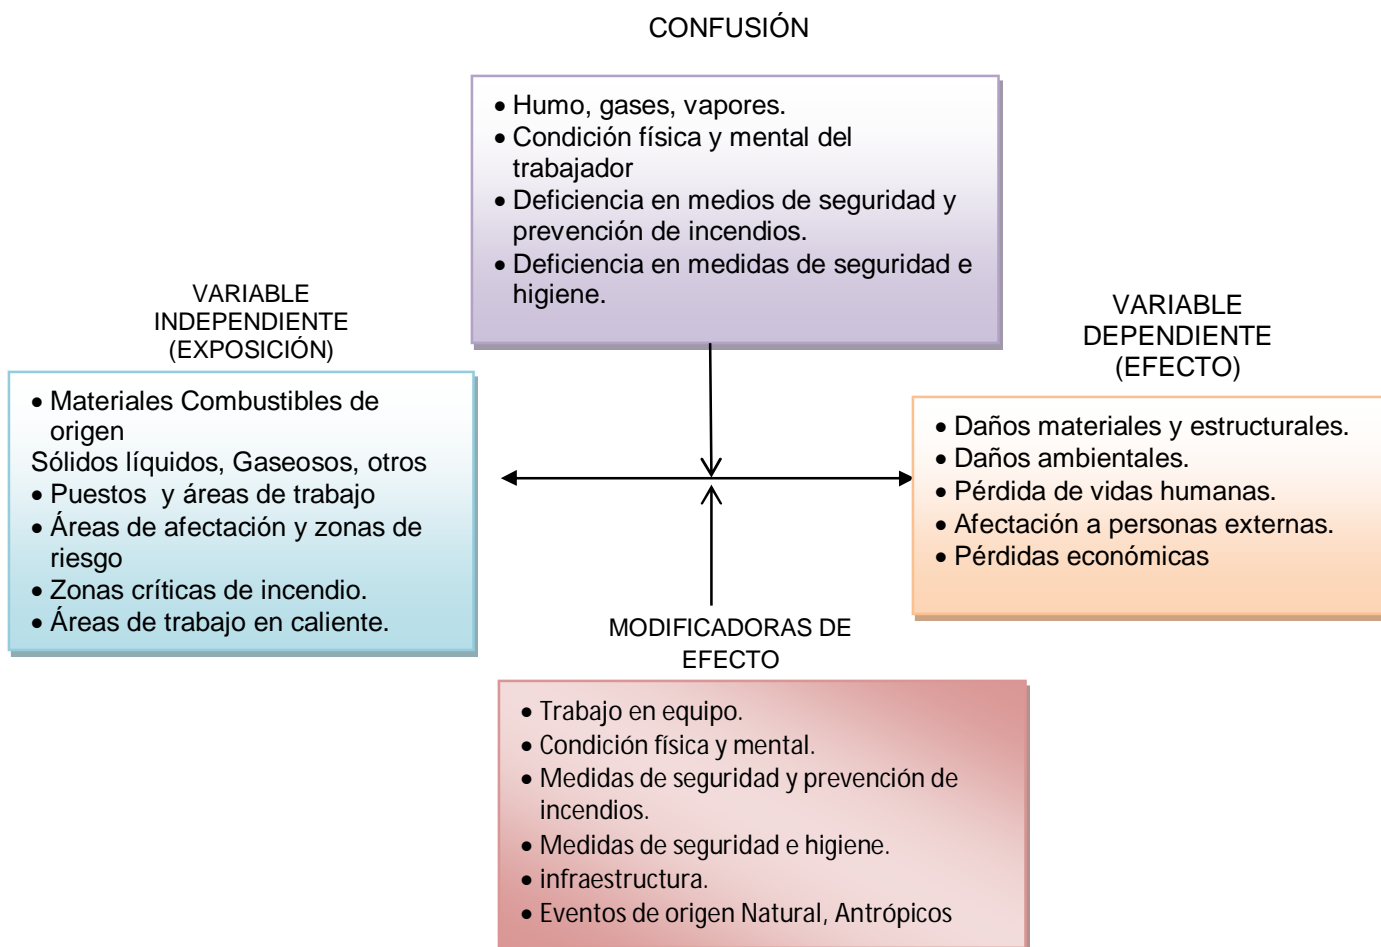 CONFUSIÓN
• Humo, gases, vapores.
• Condición física y mental del
trabajador
• Deficiencia en medios de seguridad y
prevención de incendios.
• Deficiencia en medidas de seguridad e
higiene.
VARIABLE
INDEPENDIENTE
(EXPOSICIÓN)
• Materiales Combustibles de
origen
Sólidos líquidos, Gaseosos, otros
• Puestos y áreas de trabajo
• Áreas de afectación y zonas de
riesgo
• Zonas críticas de incendio.
• Áreas de trabajo en caliente.
VARIABLE
DEPENDIENTE
(EFECTO)
• Daños materiales y estructurales.
• Daños ambientales.
• Pérdida de vidas humanas.
• Afectación a personas externas.
• Pérdidas económicas
MODIFICADORAS DE
EFECTO
• Trabajo en equipo.
• Condición física y mental.
• Medidas de seguridad y prevención de
incendios.
• Medidas de seguridad e higiene.
• infraestructura.
• Eventos de origen Natural, Antrópicos